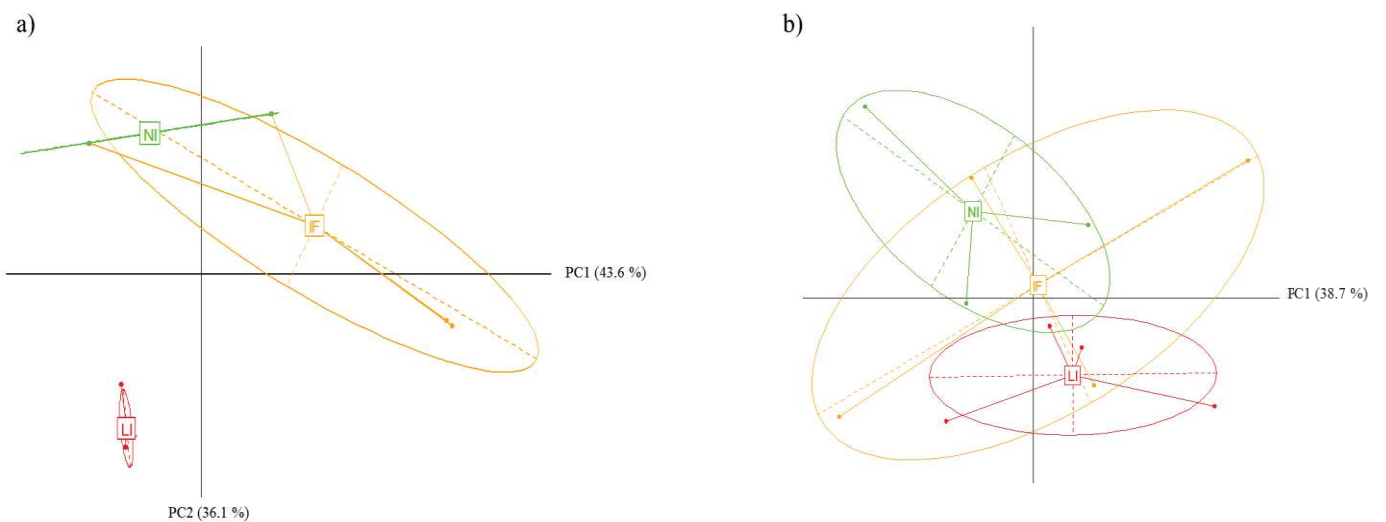 a)
NI
IF
PC1 (43.6 %)
LI
PC2 (36.1 %)
b)
NI
IF
PC1 (38.7 %)
LI